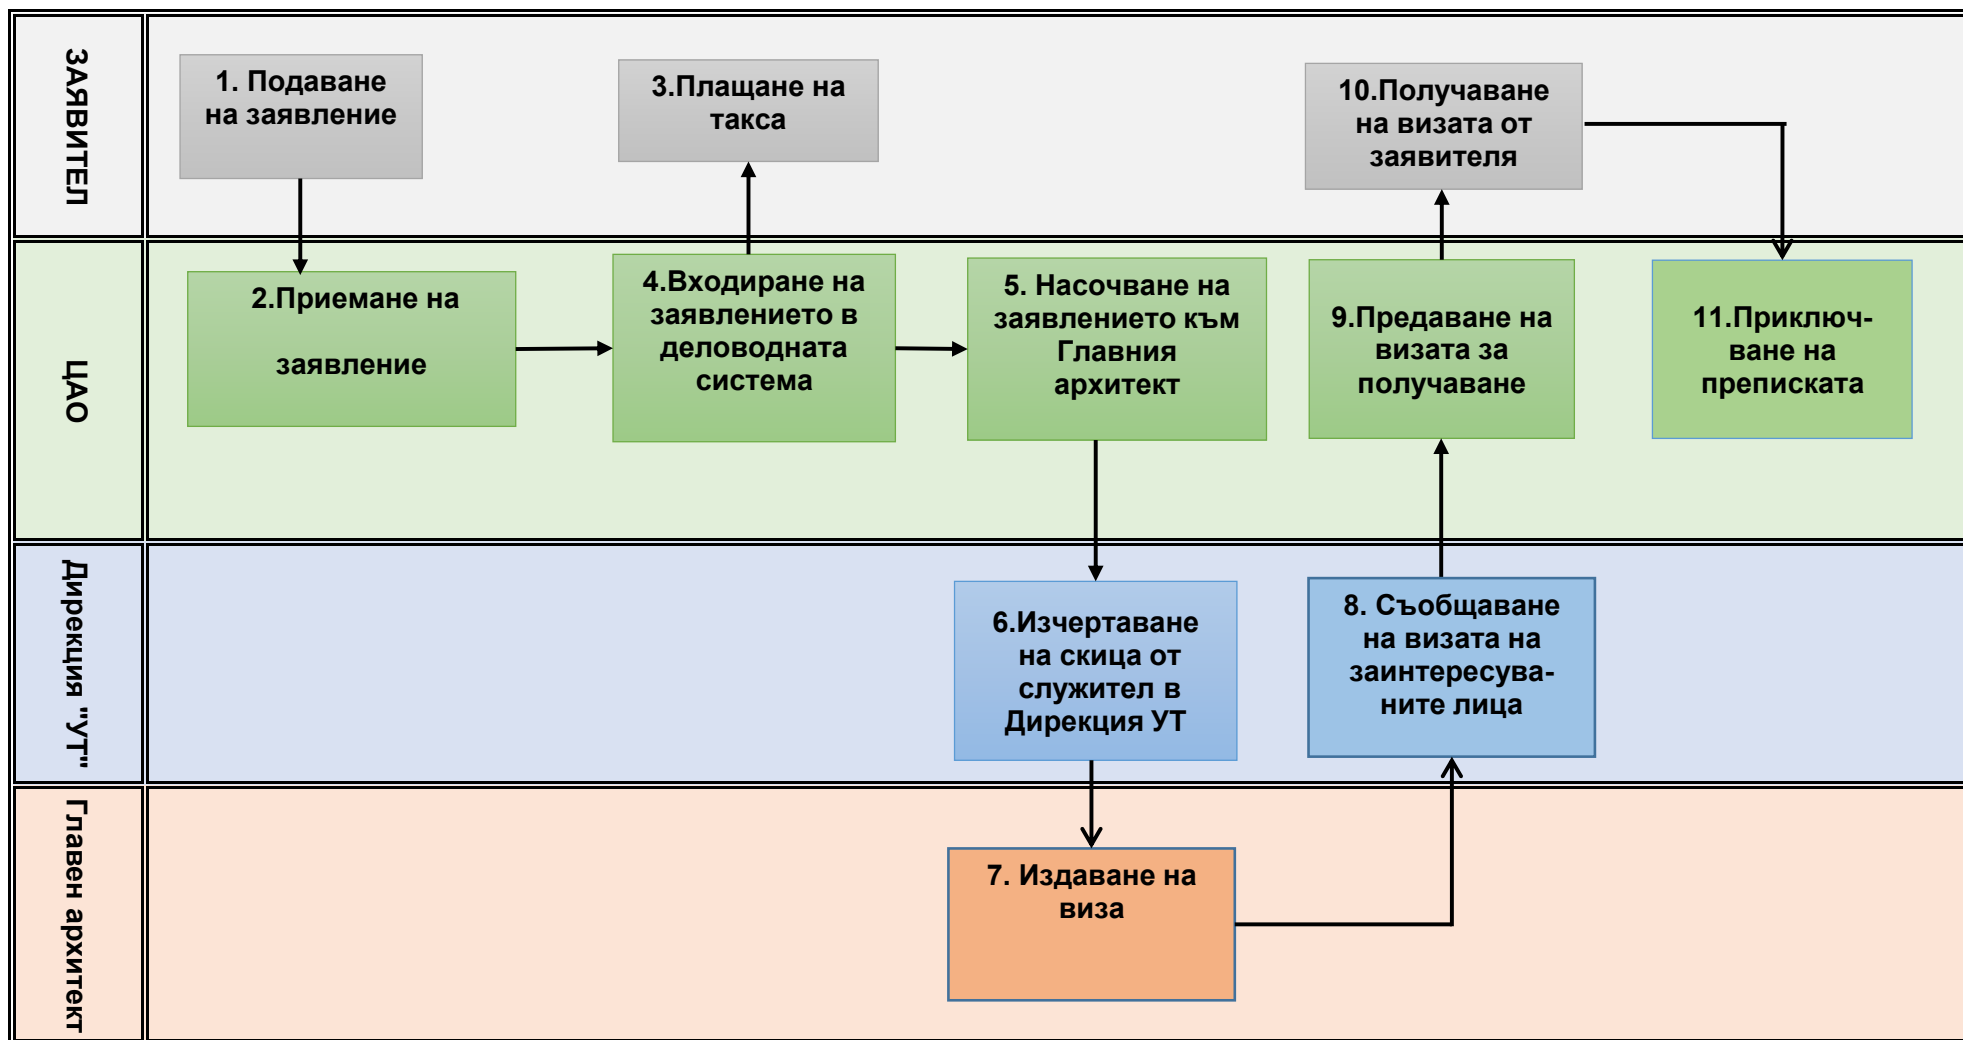 ЗАЯВИТЕЛ
1. Подаване
на заявление
3.Плащане на
такса
10.Получаване
на визата от
заявителя
ЦАО
2.Приемане на
заявление
4.Входиране на
заявлението в
деловодната
система
5. Насочване на
заявлението към
Главния
архитект
9.Предаване на
визата за
получаване
11.Приключ-
ване на
преписката
Дирекция "УТ"
6.Изчертаване
на скица от
служител в
Дирекция УТ
8. Съобщаване
на визата на
заинтересува-
ните лица
Главен архитект
7. Издаване на
виза